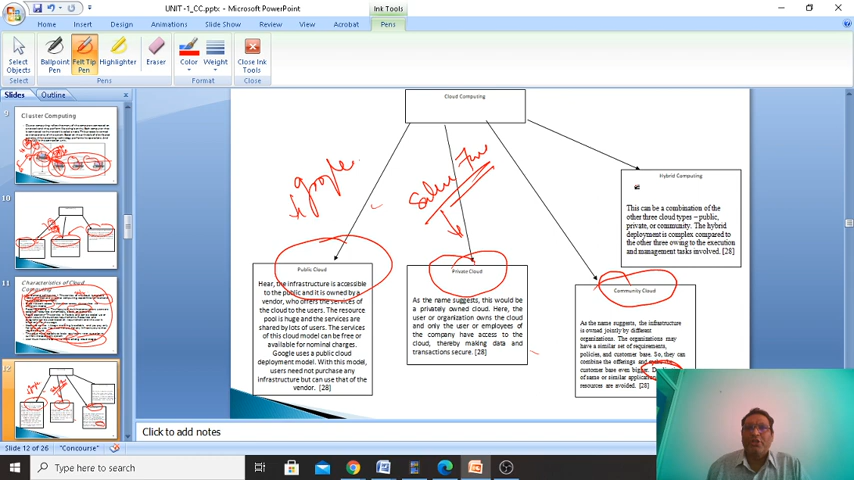 UNIT -1_CC.pptx - Microsoft PowerPoint
Ink Tools
Home
Insert
Design
Animations
Slide Show
Review
View
Acrobat
Pens
Select Objects
Ballpoint Pen
Felt Tip Pen
Highlighter
Eraser
Color
Weight
Close Ink Tools
Select
Pens
Format
Close
Slides
Outline
9
Cluster Computing
10
11
Characteristics of Cloud
Computing
12
Cloud Computing
google
Hybrid Computing
This can be a combination of the
other three cloud types – public,
private, or community. The hybrid
deployment is complex compared to
the other three owing to the execution
and management tasks involved. [28]
Public Cloud
Hear, the infrastructure is accessible
to the public and it is owned by a
vendor, who offers the services of
the cloud to the users. The resource
pool is huge and the services are
shared by lots of users. The services
of this cloud model can be free or
available for nominal charges.
Google uses a public cloud
deployment model. With this model,
users need not purchase any
infrastructure but can use that of the
vendor. [28]
Private Cloud
As the name suggests, this would be
a privately owned cloud. Here, the
user or organization owns the cloud
and only the user or employees of
the company have access to the
cloud, thereby making data and
transactions secure. [28]
Community Cloud
As the name suggests, the infrastructure
is owned jointly by different
organizations. The organizations
may have a similar set of requirements,
policies, and customer base. So, they can
combine the offerings and
customer base even bigger.
of same or similar
resources are avoided. [28]
Click to add notes
Slide 12 of 26
"Concourse"
Type here to search